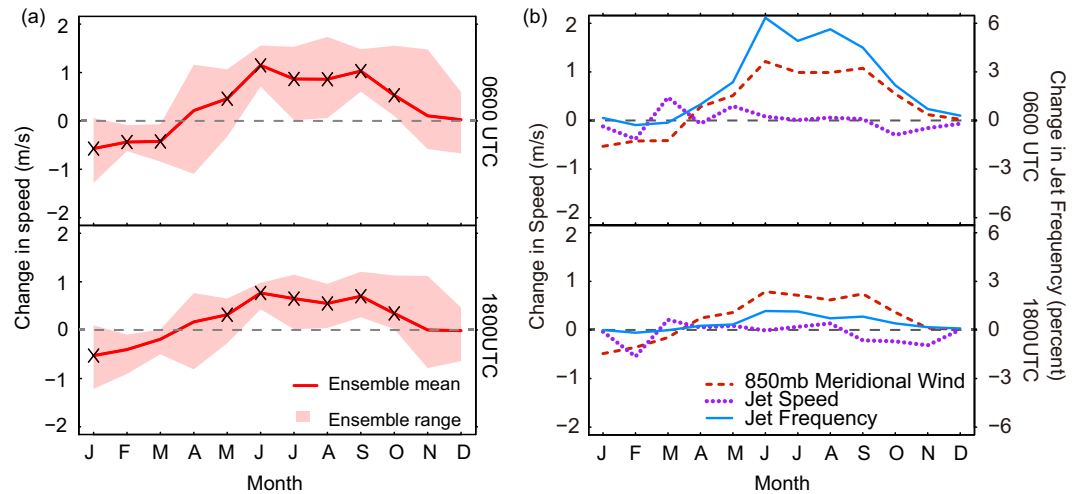 (a)
2
1
0
−1
−2
0600 UTC
2
1
0
−1
−2
1800UTC
Change in speed (m/s)
Ensemble mean
Ensemble range
J F M A M J J A S O N D
Month
(b)
2
1
0
−1
−2
6
3
0
−3
−6
0600 UTC
2
1
0
−1
−2
6
3
0
−3
−6
1800UTC
Change in Speed (m/s)
Change in Jet Frequency (percent)
850mb Meridional Wind
Jet Speed
Jet Frequency
J F M A M J J A S O N D
Month